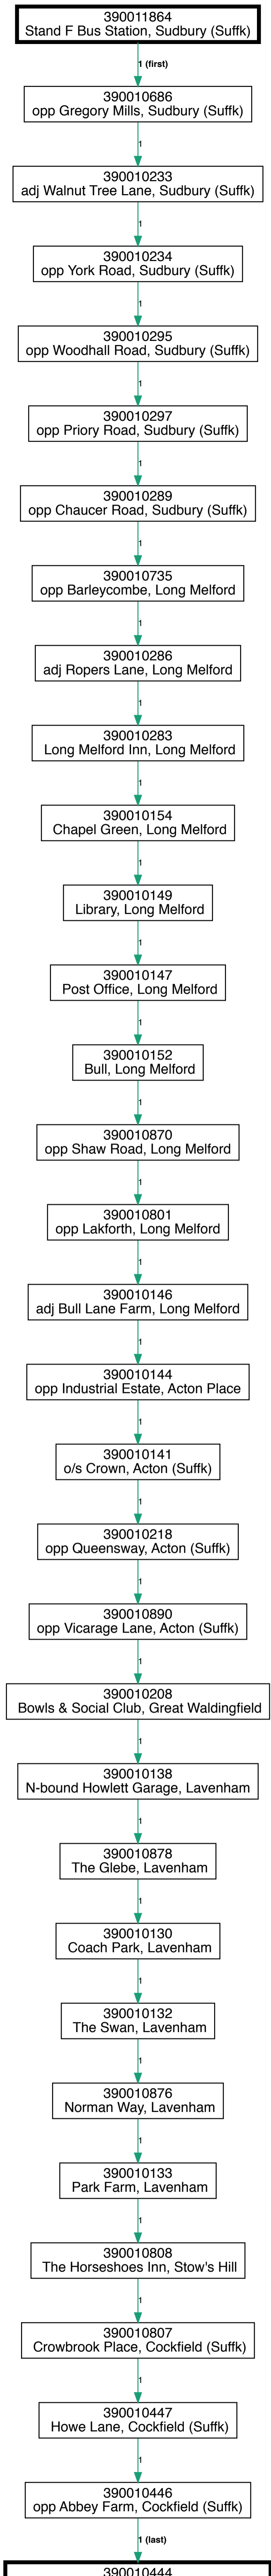 390011864
Stand F Bus Station, Sudbury (Suffk)
1 (first)
390010686
opp Gregory Mills, Sudbury (Suffk)
1
390010233
adj Walnut Tree Lane, Sudbury (Suffk)
1
390010234
opp York Road, Sudbury (Suffk)
1
390010295
opp Woodhall Road, Sudbury (Suffk)
1
390010297
opp Priory Road, Sudbury (Suffk)
1
390010289
opp Chaucer Road, Sudbury (Suffk)
1
390010735
opp Barleycombe, Long Melford
1
390010286
adj Ropers Lane, Long Melford
1
390010283
Long Melford Inn, Long Melford
1
390010154
Chapel Green, Long Melford
1
390010149
Library, Long Melford
1
390010147
Post Office, Long Melford
1
390010152
Bull, Long Melford
1
390010870
opp Shaw Road, Long Melford
1
390010801
opp Lakforth, Long Melford
1
390010146
adj Bull Lane Farm, Long Melford
1
390010144
opp Industrial Estate, Acton Place
1
390010141
o/s Crown, Acton (Suffk)
1
390010218
opp Queensway, Acton (Suffk)
1
390010890
opp Vicarage Lane, Acton (Suffk)
1
390010208
Bowls & Social Club, Great Waldingfield
1
390010138
N-bound Howlett Garage, Lavenham
1
390010878
The Glebe, Lavenham
1
390010130
Coach Park, Lavenham
1
390010132
The Swan, Lavenham
1
390010876
Norman Way, Lavenham
1
390010133
Park Farm, Lavenham
1
390010808
The Horseshoes Inn, Stow's Hill
1
390010807
Crowbrook Place, Cockfield (Suffk)
1
390010447
Howe Lane, Cockfield (Suffk)
1
390010446
opp Abbey Farm, Cockfield (Suffk)
1 (last)
390010444